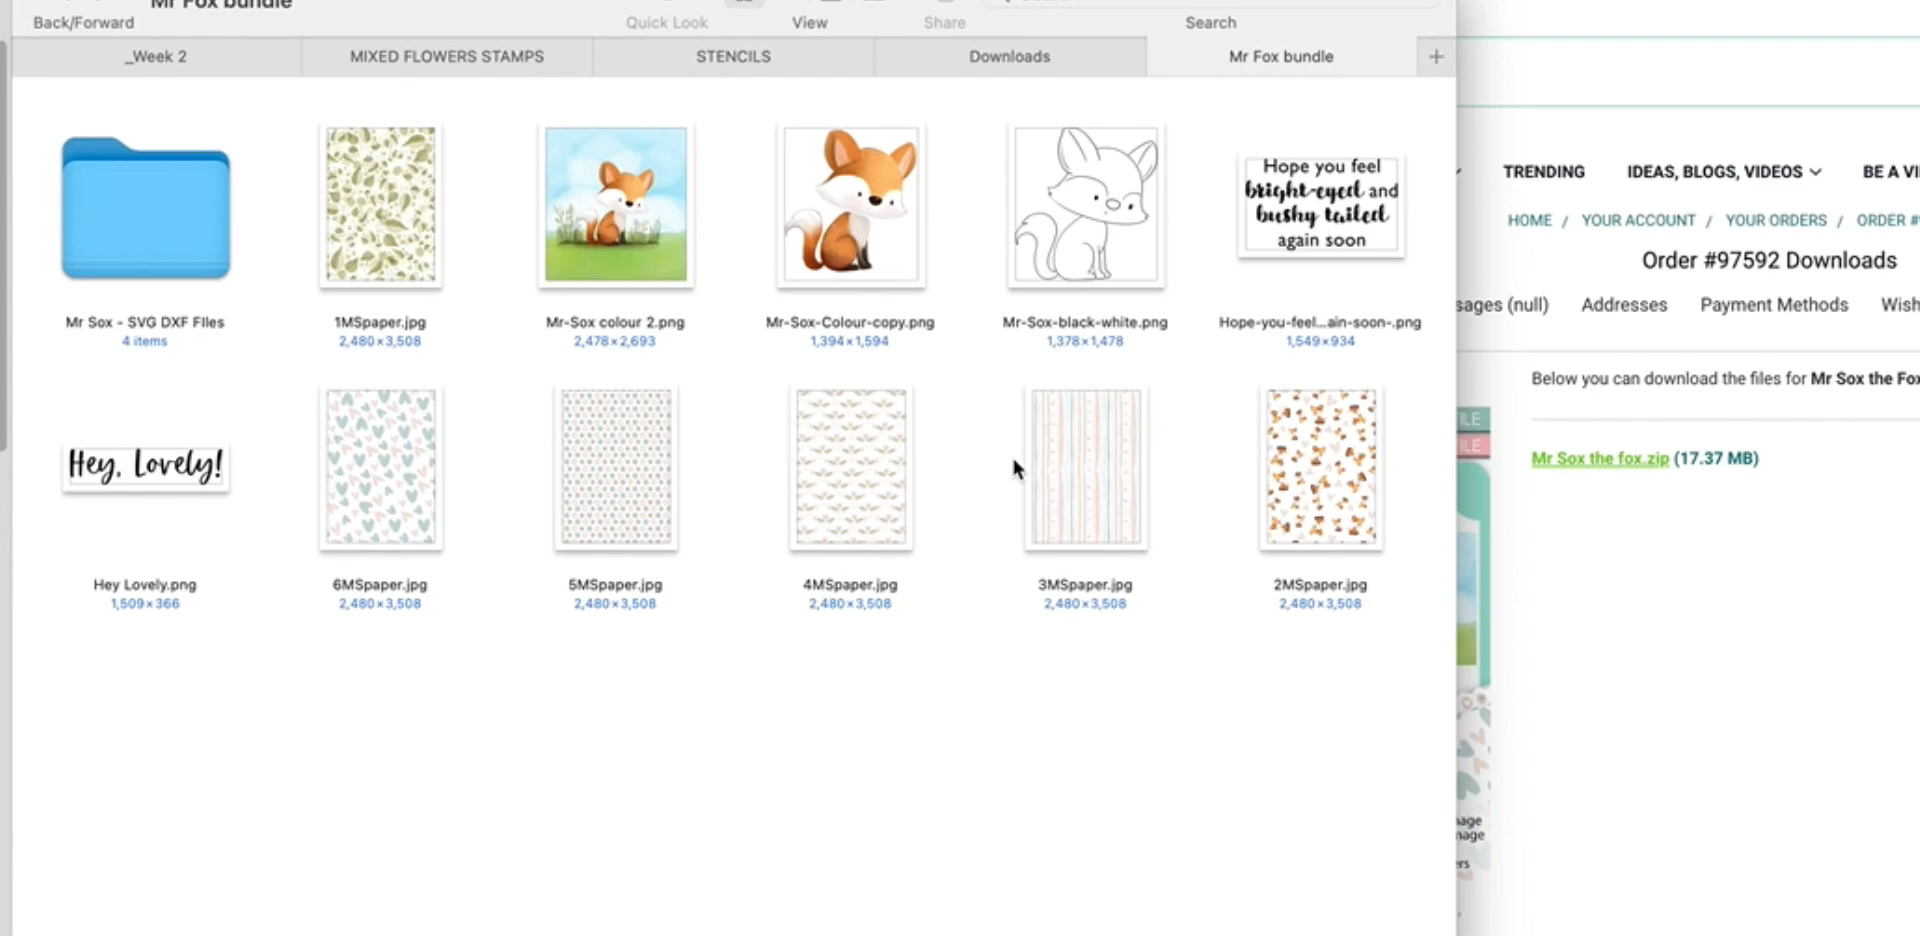 Mr Fox bundle
Back/Forward
Quick Look
View
Share
Search
_Week 2
MIXED FLOWERS STAMPS
STENCILS
Downloads
Mr Fox bundle
+
Hope you feel
bright-eyed and
bushy tailed
again soon
Mr Sox - SVG DXF FIles
4 items
1MSpaper.jpg
2,480×3,508
Mr-Sox colour 2.png
2,478×2,693
Mr-Sox-Colour-copy.png
1,394×1,594
Mr-Sox-black-white.png
1,378×1,478
Hope-you-feel...ain-soon-.png
1,549×934
Hey, Lovely!
Hey Lovely.png
1,509×366
6MSpaper.jpg
2,480×3,508
5MSpaper.jpg
2,480×3,508
4MSpaper.jpg
2,480×3,508
3MSpaper.jpg
2,480×3,508
2MSpaper.jpg
2,480×3,508
TRENDING
IDEAS, BLOGS, VIDEOS
BE A VI
HOME / YOUR ACCOUNT / YOUR ORDERS / ORDER #
Order #97592 Downloads
sages (null)
Addresses
Payment Methods
Wish
Below you can download the files for Mr Sox the Fox
Mr Sox the fox.zip (17.37 MB)
ILE
ILE
age
nage
ers